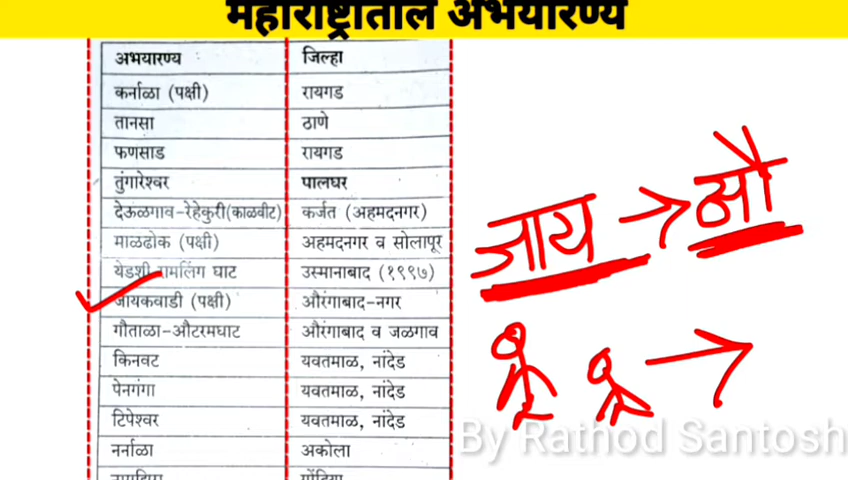 महाराष्ट्रातील अभयारण्य
अभयारण्य जिल्हा
कर्नाळा (पक्षी) रायगड
तानसा ठाणे
फणसाड रायगड
तुंगारेश्वर पालघर
देऊळगाव-रेहेकुरी(काळवीट) कर्जत (अहमदनगर)
माळढोक (पक्षी) अहमदनगर व सोलापूर
येडशी रामलिंग घाट उस्मानाबाद (१९९७)
जायकवाडी (पक्षी) औरंगाबाद-नगर
गौताळा-औटरमघाट औरंगाबाद व जळगाव
किनवट यवतमाळ, नांदेड
पेनगंगा यवतमाळ, नांदेड
टिपेश्वर यवतमाळ, नांदेड
नर्नाळा अकोला
जाय → औ
By Rathod Santosh